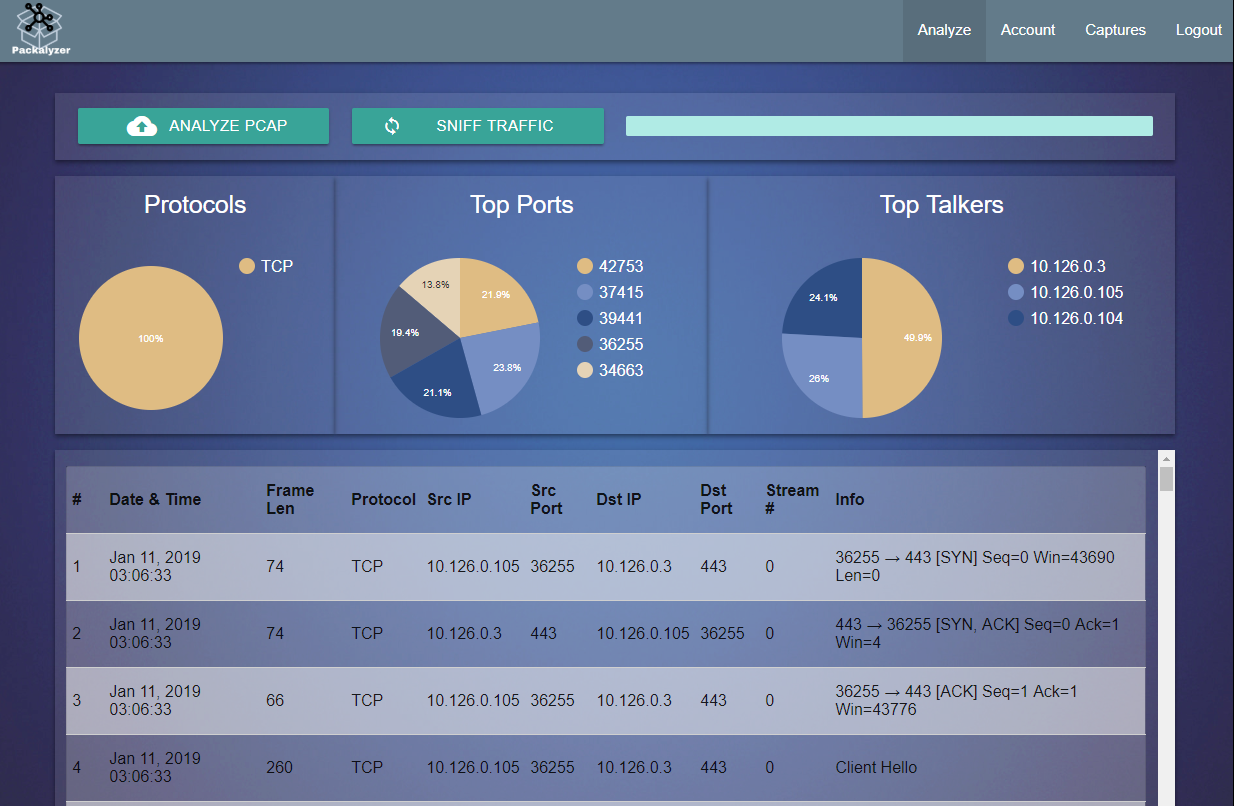 Packalyzer
Analyze Account Captures Logout
ANALYZE PCAP SNIFF TRAFFIC
Protocols
TCP
100%
Top Ports
42753
37415
39441
36255
34663
21.9%
23.8%
21.1%
19.4%
13.8%
Top Talkers
10.126.0.3
10.126.0.105
10.126.0.104
49.9%
26%
24.1%
# Date & Time Frame Len Protocol Src IP Src Port Dst IP Dst Port Stream # Info
1 Jan 11, 2019 03:06:33 74 TCP 10.126.0.105 36255 10.126.0.3 443 0 36255 → 443 [SYN] Seq=0 Win=43690 Len=0
2 Jan 11, 2019 03:06:33 74 TCP 10.126.0.3 443 10.126.0.105 36255 0 443 → 36255 [SYN, ACK] Seq=0 Ack=1 Win=4
3 Jan 11, 2019 03:06:33 66 TCP 10.126.0.105 36255 10.126.0.3 443 0 36255 → 443 [ACK] Seq=1 Ack=1 Win=43776
4 Jan 11, 2019 03:06:33 260 TCP 10.126.0.105 36255 10.126.0.3 443 0 Client Hello